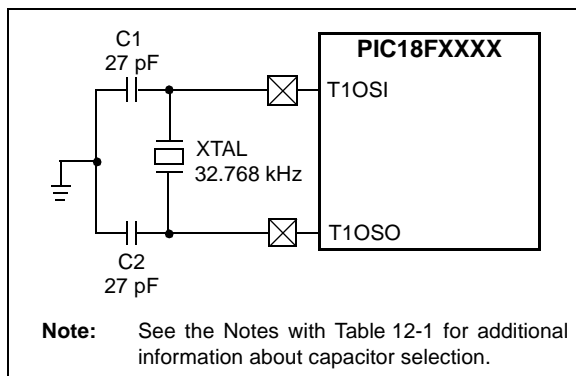 C1
27 pF
PIC18FXXXX
T1OSI
XTAL
32.768 kHz
T1OSO
C2
27 pF
Note: See the Notes with Table 12-1 for additional
information about capacitor selection.